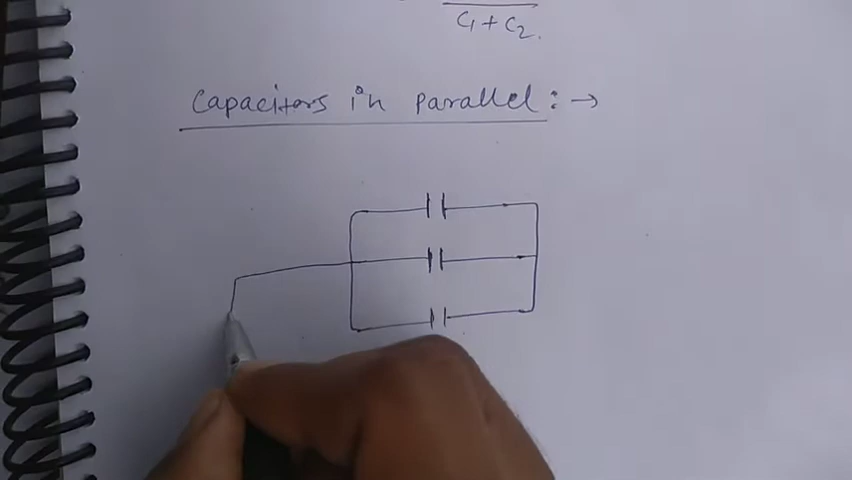 C₁ + C₂.
Capacitors in parallel : →